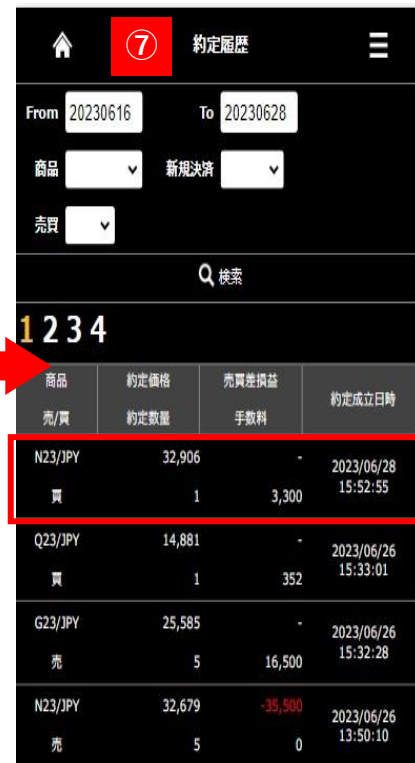 ⑦ 約定履歴
From 20230616 To 20230628
商品 新規決済
売買
検索
1 2 3 4
商品 約定価格 売買差損益 約定成立日時
売/買 約定数量 手数料
N23/JPY 32,906 - 2023/06/28
買 1 3,300 15:52:55
Q23/JPY 14,881 - 2023/06/26
買 1 352 15:33:01
G23/JPY 25,585 - 2023/06/26
売 5 16,500 15:32:28
N23/JPY 32,679 -35,500 2023/06/26
売 5 0 13:50:10